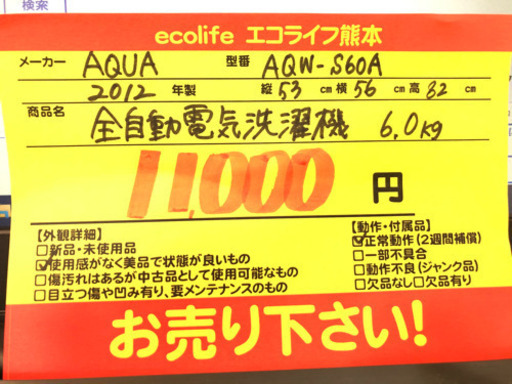 検索
ecolife エコライフ熊本
メーカー AQUA 型番 AQW-S60A
2012 年製 縦53 cm 横56 cm 高82 cm
商品名 全自動電気洗濯機 6.0kg
11,000 円
【外観詳細】 【動作・付属品】
□新品・未使用品 ☑正常動作(2週間補償)
☑使用感がなく美品で状態が良いもの □一部不具合
□傷汚れはあるが中古品として使用可能なもの □動作不良(ジャンク品)
□目立つ傷や凹み有り、要メンテナンスのもの □欠品なし□欠品有り
お売り下さい!